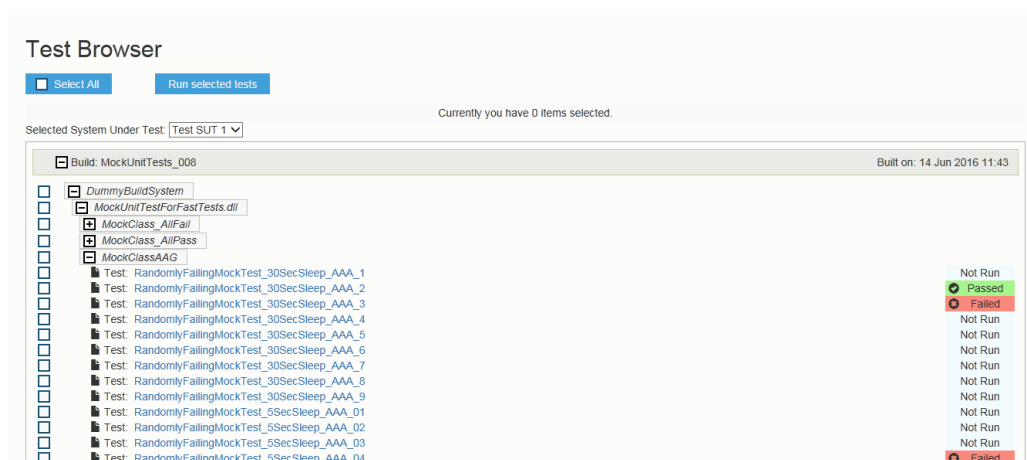 Test Browser
Select All Run selected tests
Currently you have 0 items selected.
Selected System Under Test: Test SUT 1
Build: MockUnitTests_008 Built on: 14 Jun 2016 11:43
DummyBuildSystem
MockUnitTestForFastTests.dll
MockClass_AllFail
MockClass_AllPass
MockClassAAG
Test: RandomlyFailingMockTest_30SecSleep_AAA_1 Not Run
Test: RandomlyFailingMockTest_30SecSleep_AAA_2 Passed
Test: RandomlyFailingMockTest_30SecSleep_AAA_3 Failed
Test: RandomlyFailingMockTest_30SecSleep_AAA_4 Not Run
Test: RandomlyFailingMockTest_30SecSleep_AAA_5 Not Run
Test: RandomlyFailingMockTest_30SecSleep_AAA_6 Not Run
Test: RandomlyFailingMockTest_30SecSleep_AAA_7 Not Run
Test: RandomlyFailingMockTest_30SecSleep_AAA_8 Not Run
Test: RandomlyFailingMockTest_30SecSleep_AAA_9 Not Run
Test: RandomlyFailingMockTest_5SecSleep_AAA_01 Not Run
Test: RandomlyFailingMockTest_5SecSleep_AAA_02 Not Run
Test: RandomlyFailingMockTest_5SecSleep_AAA_03 Not Run
Test: RandomlyFailingMockTest_5SecSleep_AAA_04 Failed